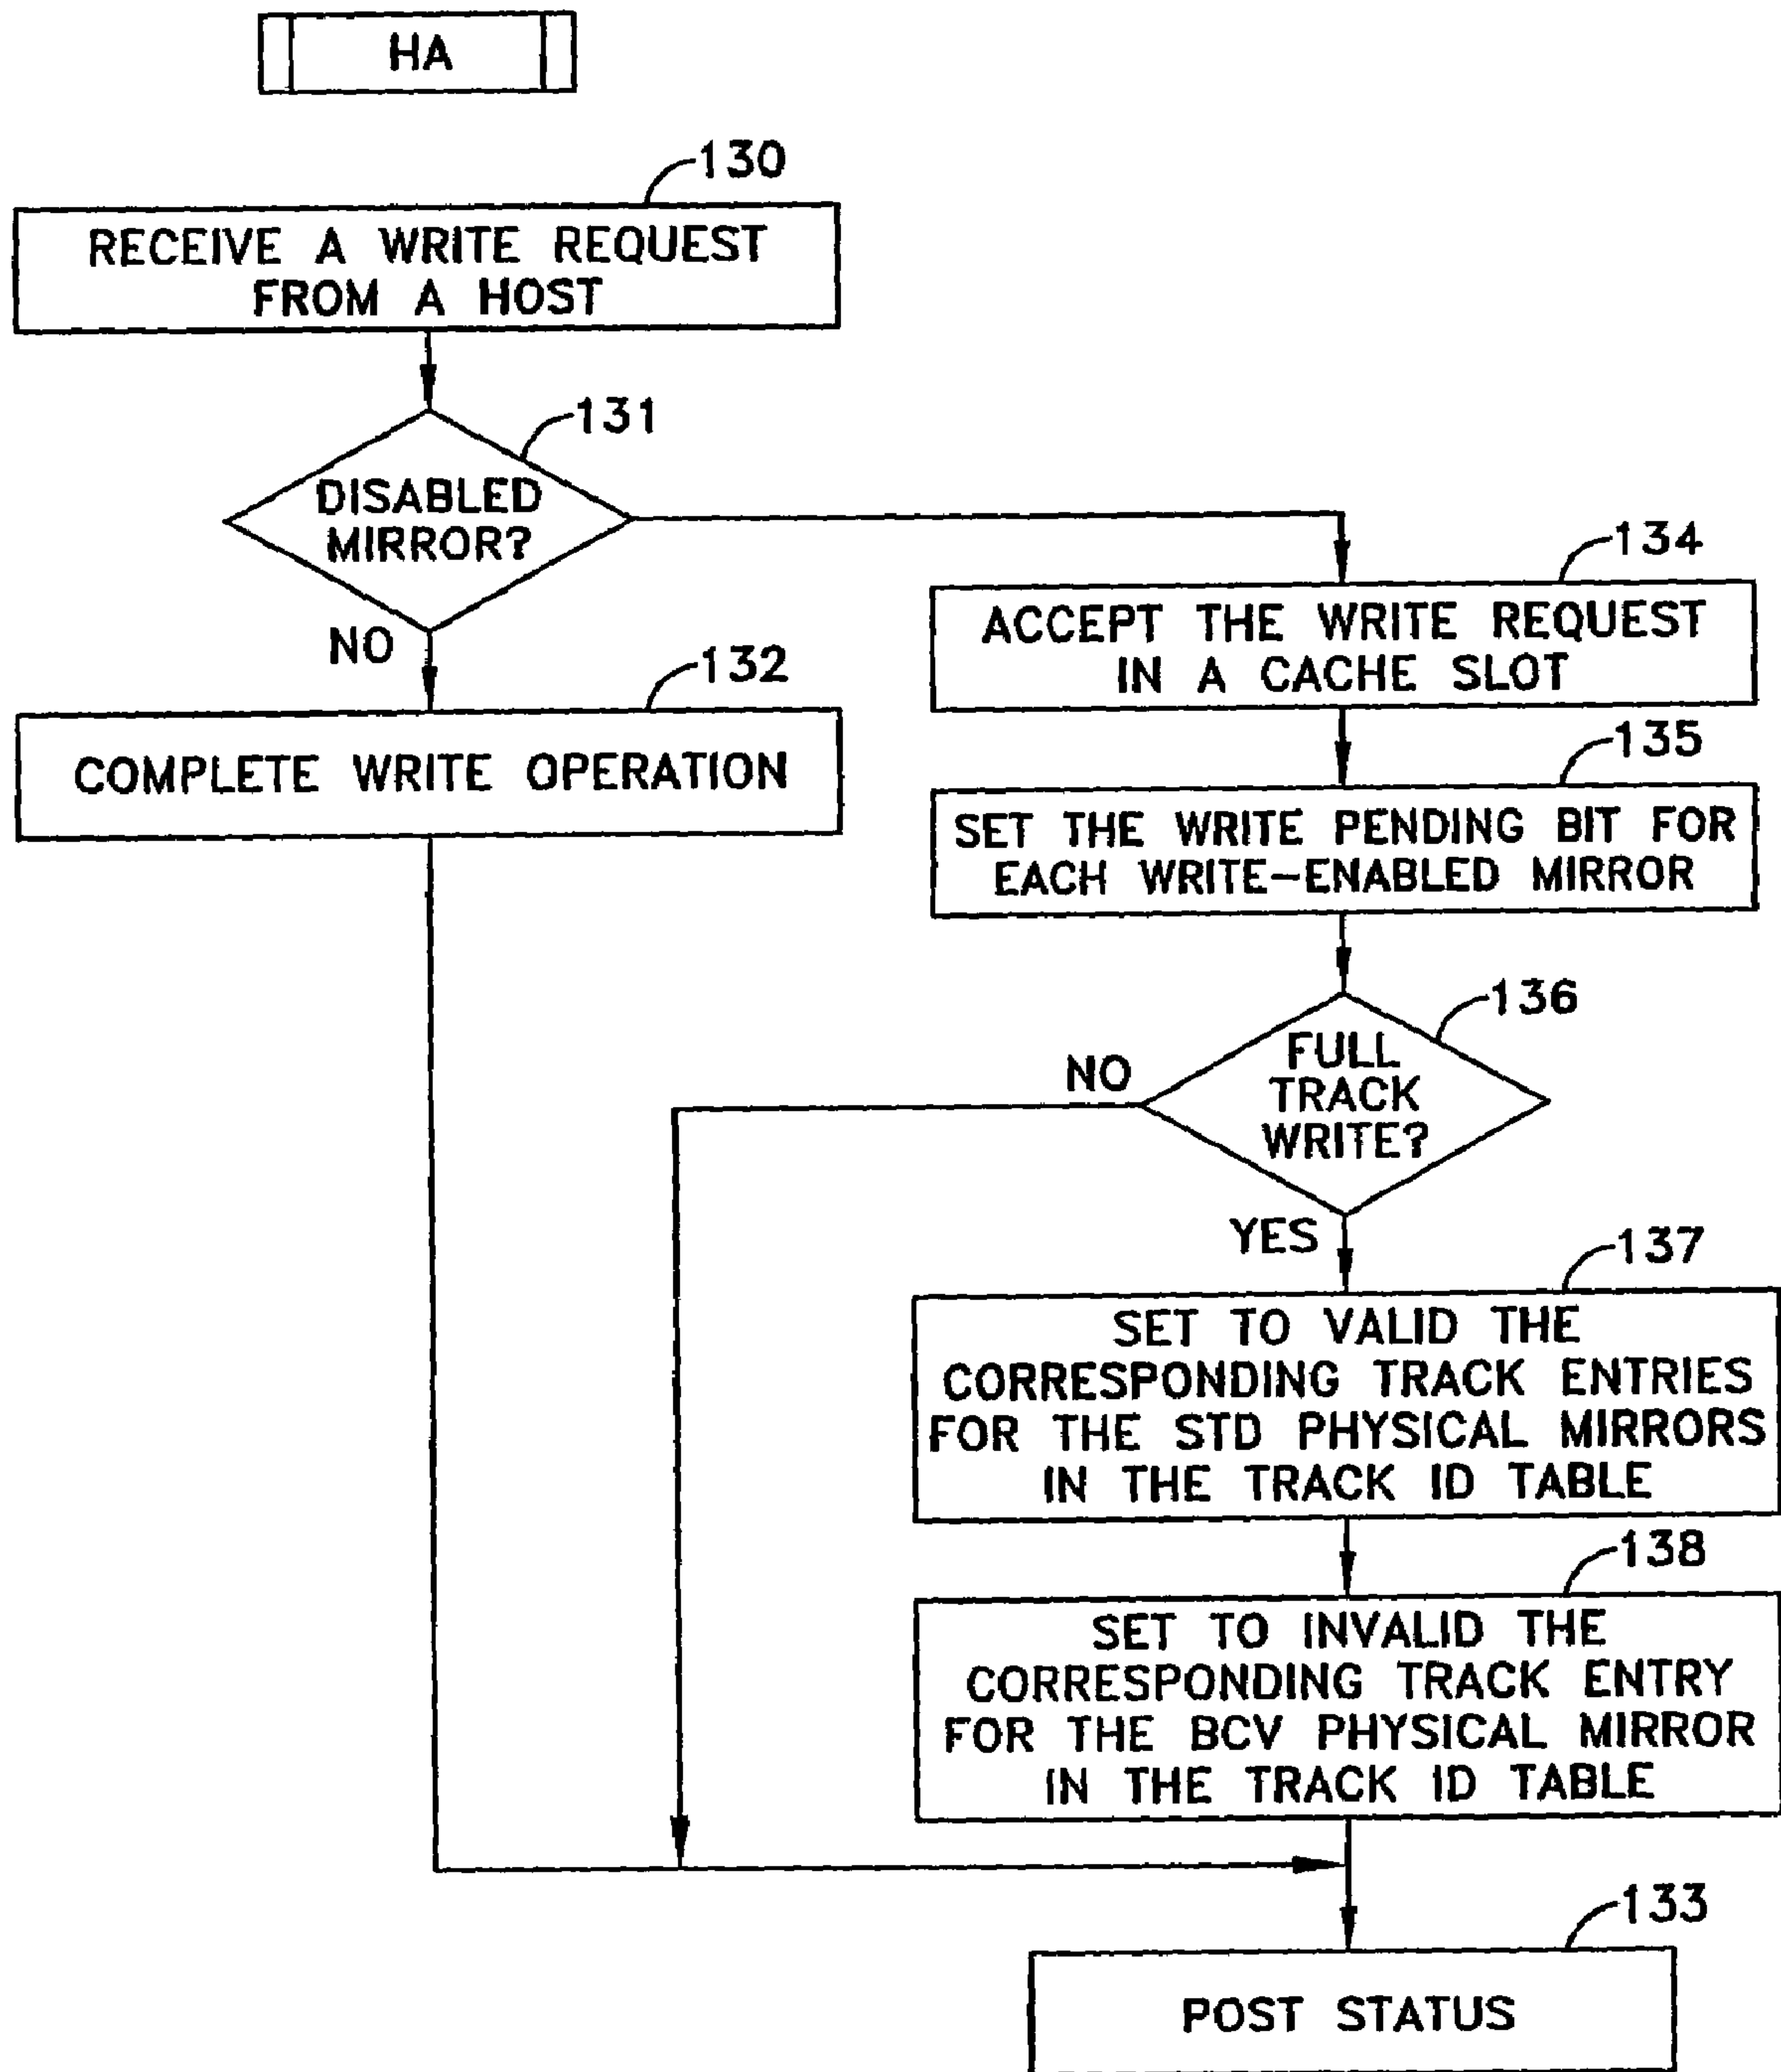 HA
130
RECEIVE A WRITE REQUEST
FROM A HOST
131
DISABLED
MIRROR?
NO
132
COMPLETE WRITE OPERATION
134
ACCEPT THE WRITE REQUEST
IN A CACHE SLOT
135
SET THE WRITE PENDING BIT FOR
EACH WRITE-ENABLED MIRROR
136
FULL
TRACK
WRITE?
NO
YES
137
SET TO VALID THE
CORRESPONDING TRACK ENTRIES
FOR THE STD PHYSICAL MIRRORS
IN THE TRACK ID TABLE
138
SET TO INVALID THE
CORRESPONDING TRACK ENTRY
FOR THE BCV PHYSICAL MIRROR
IN THE TRACK ID TABLE
133
POST STATUS